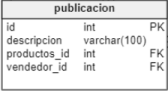 publicacion
id int PK
descripcion varchar(100)
productos_id int FK
vendedor_id int FK